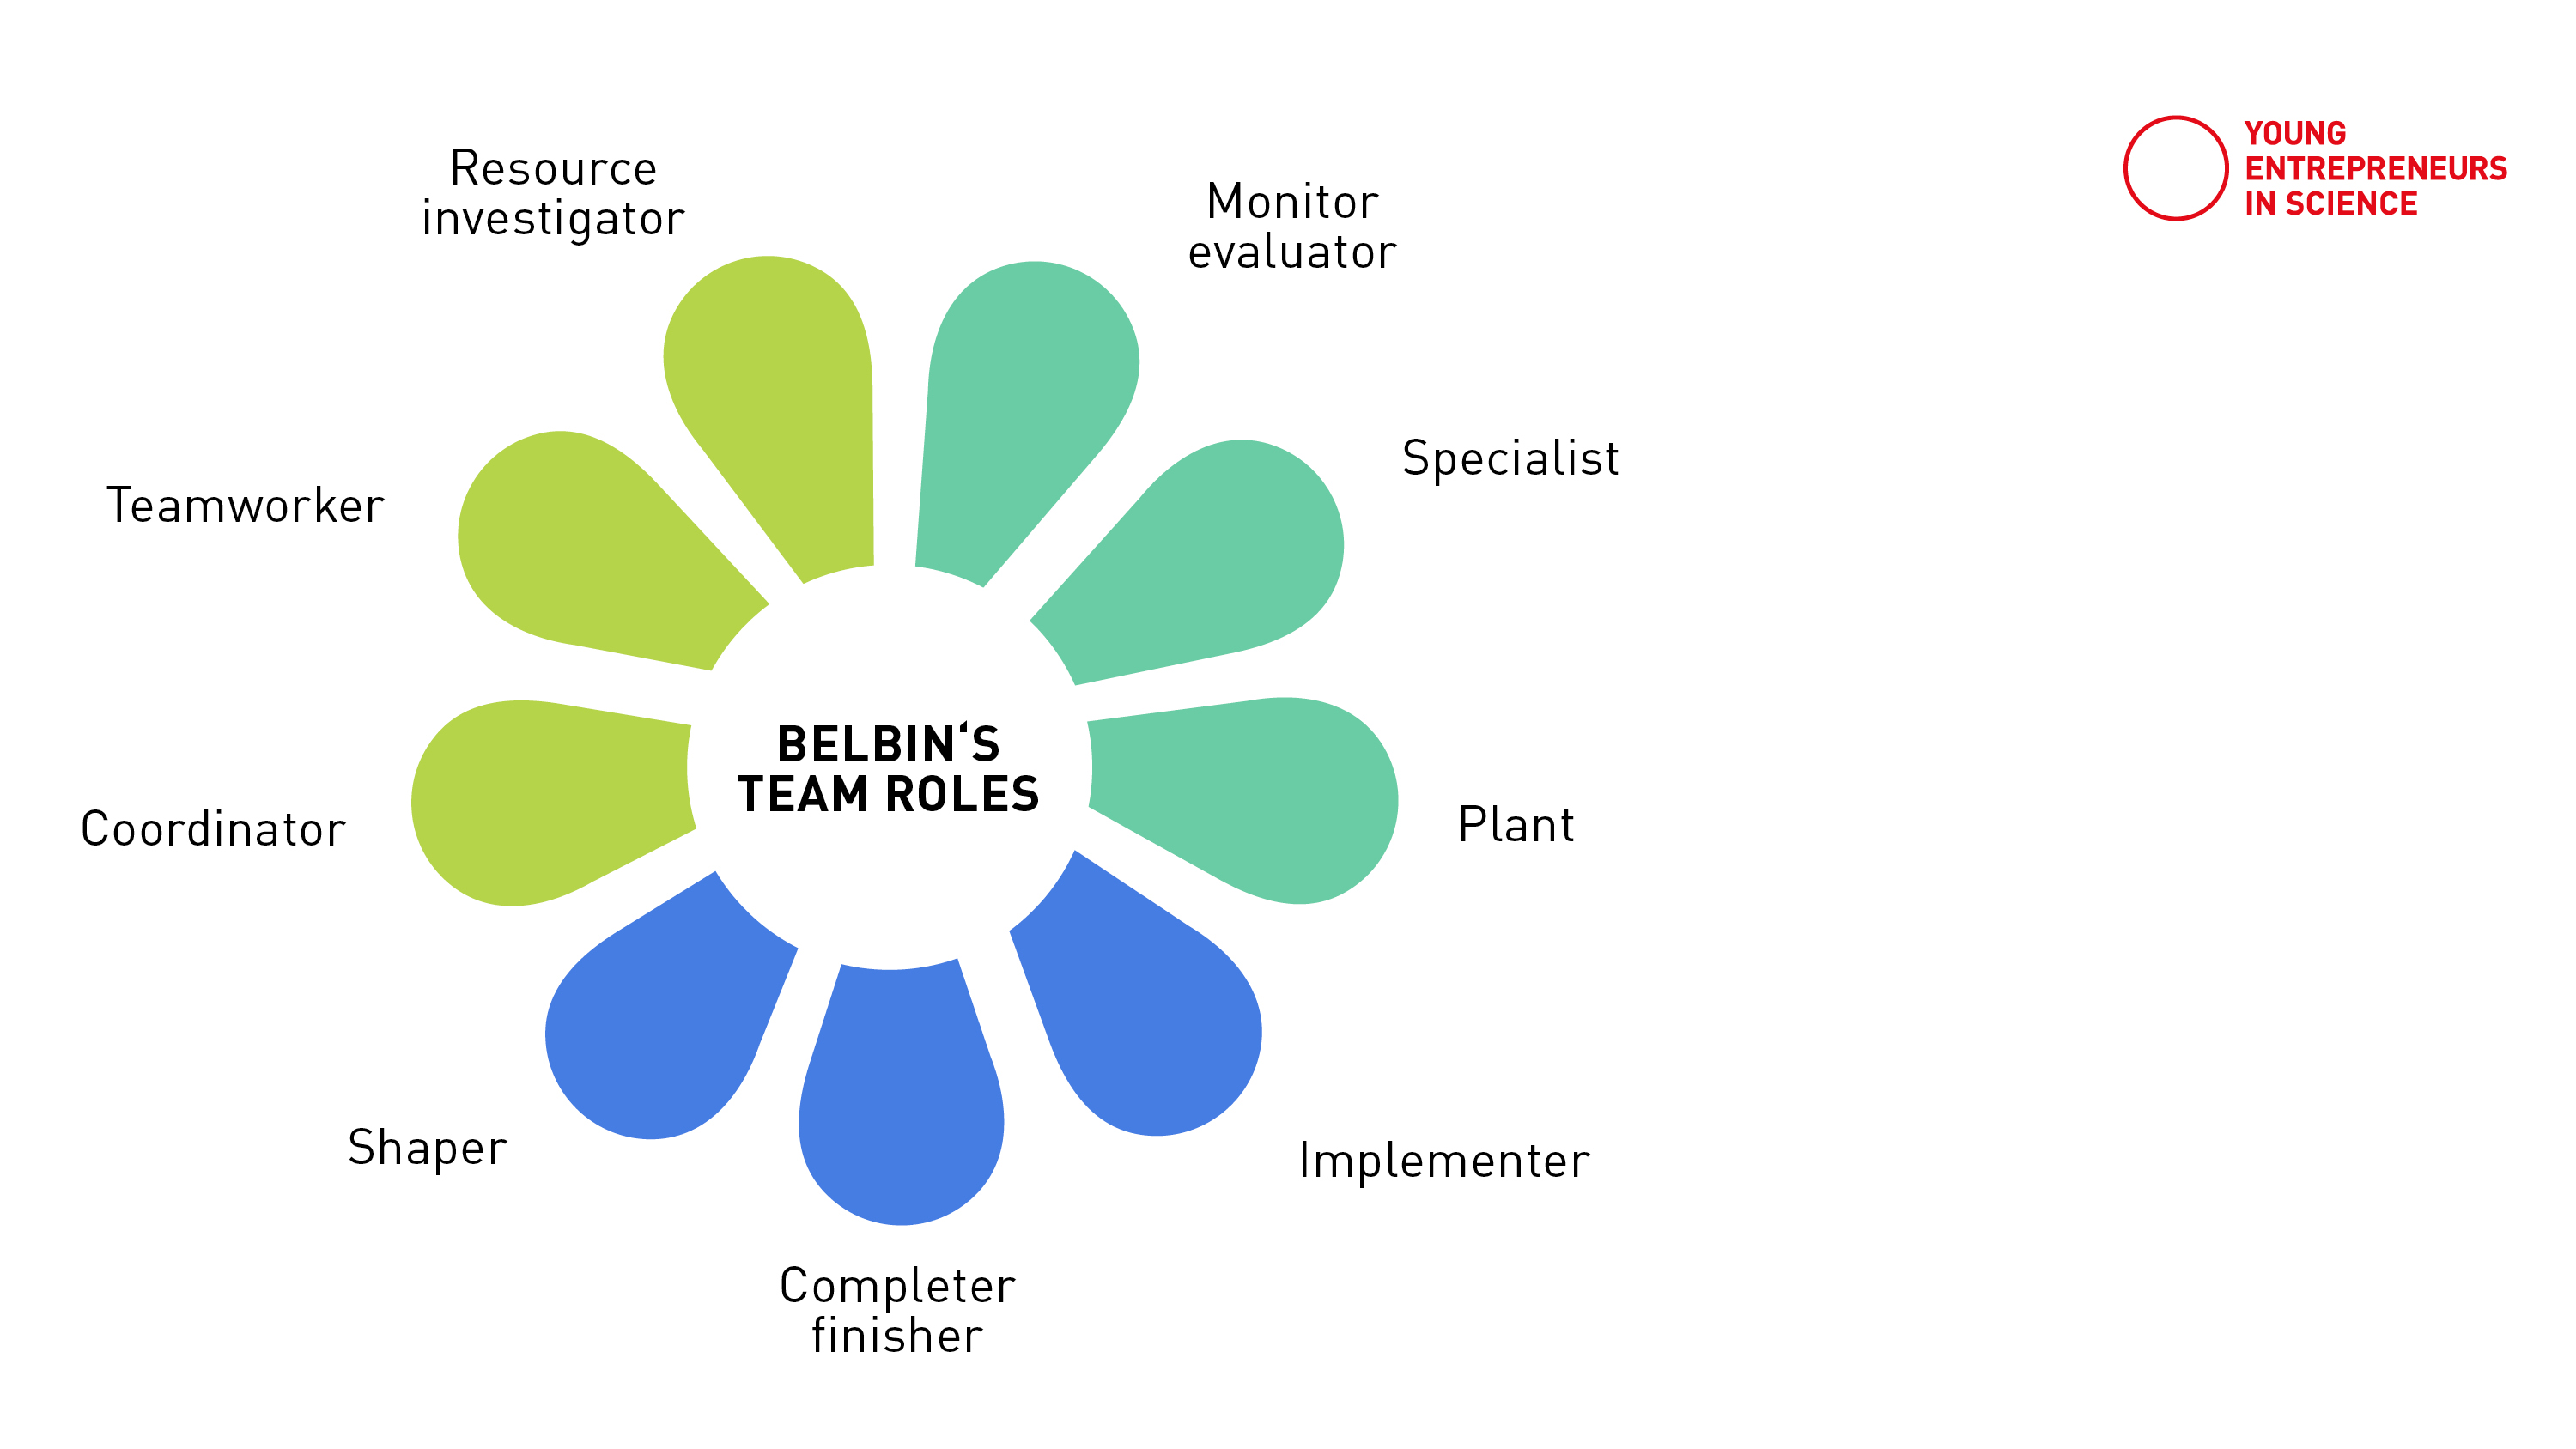 Resource
investigator
Monitor
evaluator
YOUNG
ENTREPRENEURS
IN SCIENCE
Specialist
Teamworker
BELBIN‘S
TEAM ROLES
Plant
Coordinator
Shaper
Implementer
Completer
finisher